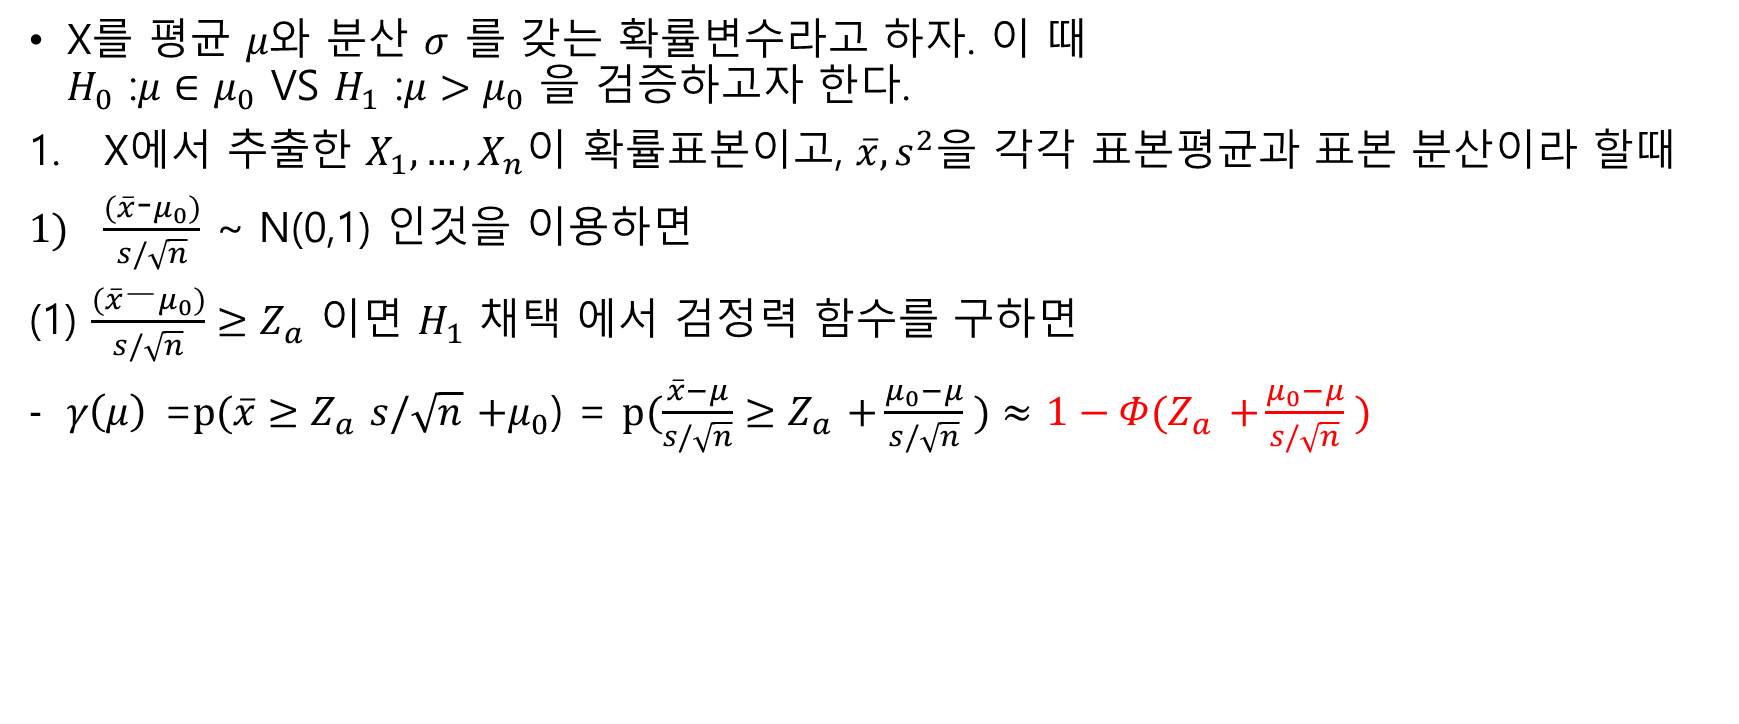 • X를 평균 μ와 분산 σ 를 갖는 확률변수라고 하자. 이 때
H₀ :μ ∈ μ₀ VS H₁ :μ > μ₀ 을 검증하고자 한다.
1. X에서 추출한 X₁, … , Xₙ이 확률표본이고, x̄, s²을 각각 표본평균과 표본 분산이라 할때
1) (x̄-μ₀)/(s/√n) ~ N(0,1) 인것을 이용하면
(1) (x̄—μ₀)/(s/√n) ≥ Zₐ 이면 H₁ 채택 에서 검정력 함수를 구하면
- γ(μ) =p(x̄ ≥ Zₐ s/√n +μ₀) = p((x̄−μ)/(s/√n) ≥ Zₐ +(μ₀−μ)/(s/√n) ) ≈ 1 − Φ(Zₐ +(μ₀−μ)/(s/√n) )